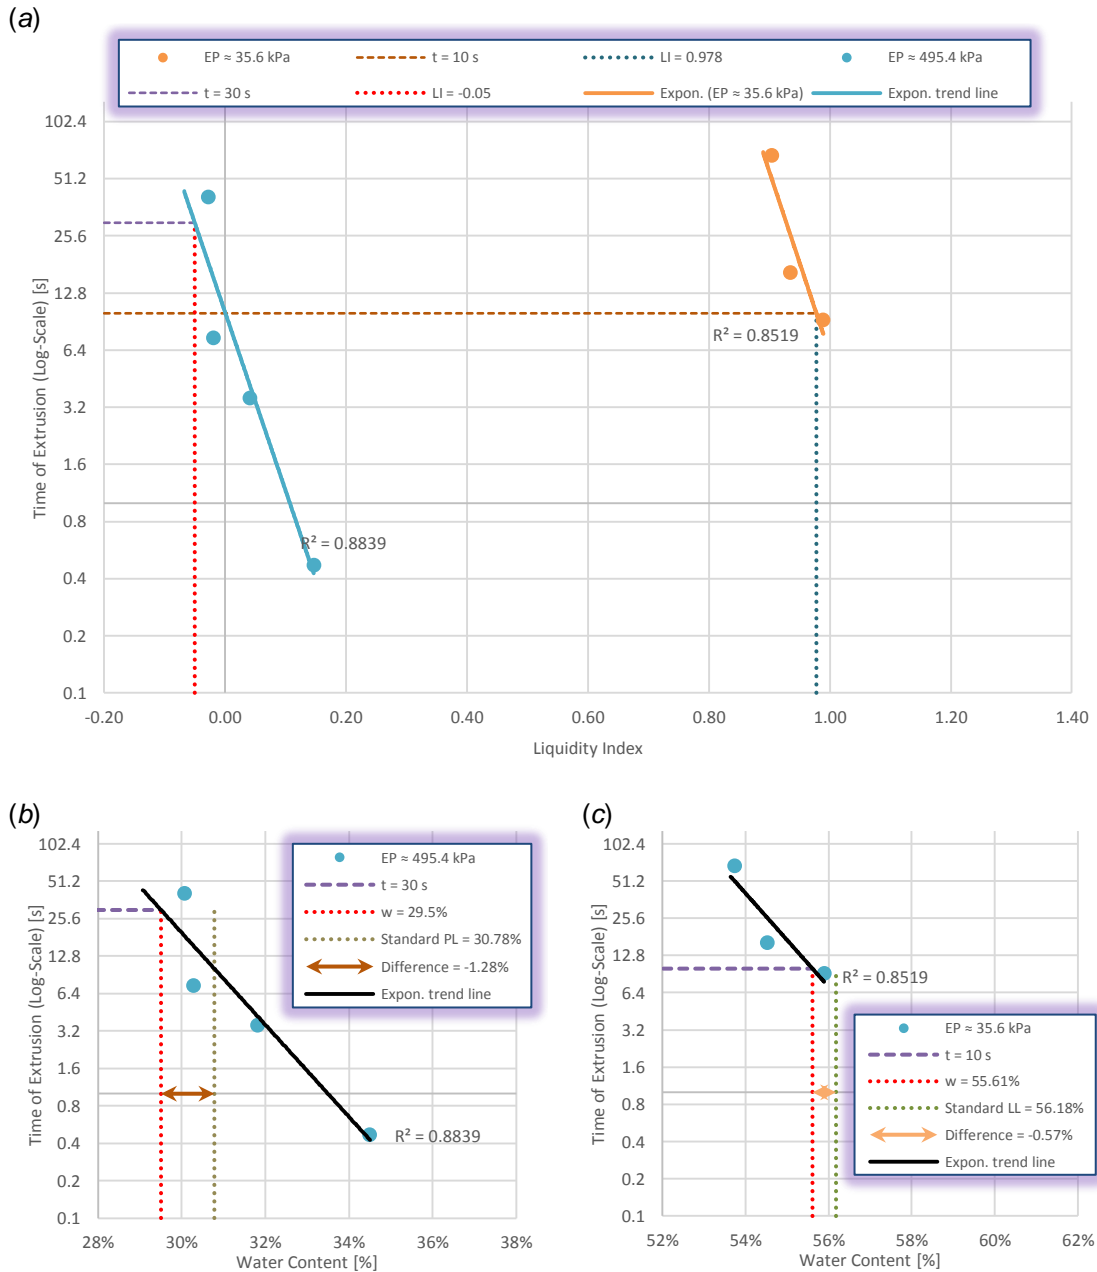 (a)
EP ≈ 35.6 kPa t = 10 s LI = 0.978 EP ≈ 495.4 kPa
t = 30 s LI = -0.05 Expon. (EP ≈ 35.6 kPa) Expon. trend line
Time of Extrusion (Log-Scale) [s]
102.4
51.2
25.6
12.8
6.4
3.2
1.6
0.8
0.4
0.2
0.1
R² = 0.8519
R² = 0.8839
-0.20 0.00 0.20 0.40 0.60 0.80 1.00 1.20 1.40
Liquidity Index
(b)
Time of Extrusion (Log-Scale) [s]
102.4
51.2
25.6
12.8
6.4
3.2
1.6
0.8
0.4
0.2
0.1
EP ≈ 495.4 kPa
t = 30 s
w = 29.5%
Standard PL = 30.78%
Difference = -1.28%
Expon. trend line
R² = 0.8839
28% 30% 32% 34% 36% 38%
Water Content [%]
(c)
Time of Extrusion (Log-Scale) [s]
102.4
51.2
25.6
12.8
6.4
3.2
1.6
0.8
0.4
0.2
0.1
R² = 0.8519
EP ≈ 35.6 kPa
t = 10 s
w = 55.61%
Standard LL = 56.18%
Difference = -0.57%
Expon. trend line
52% 54% 56% 58% 60% 62%
Water Content [%]